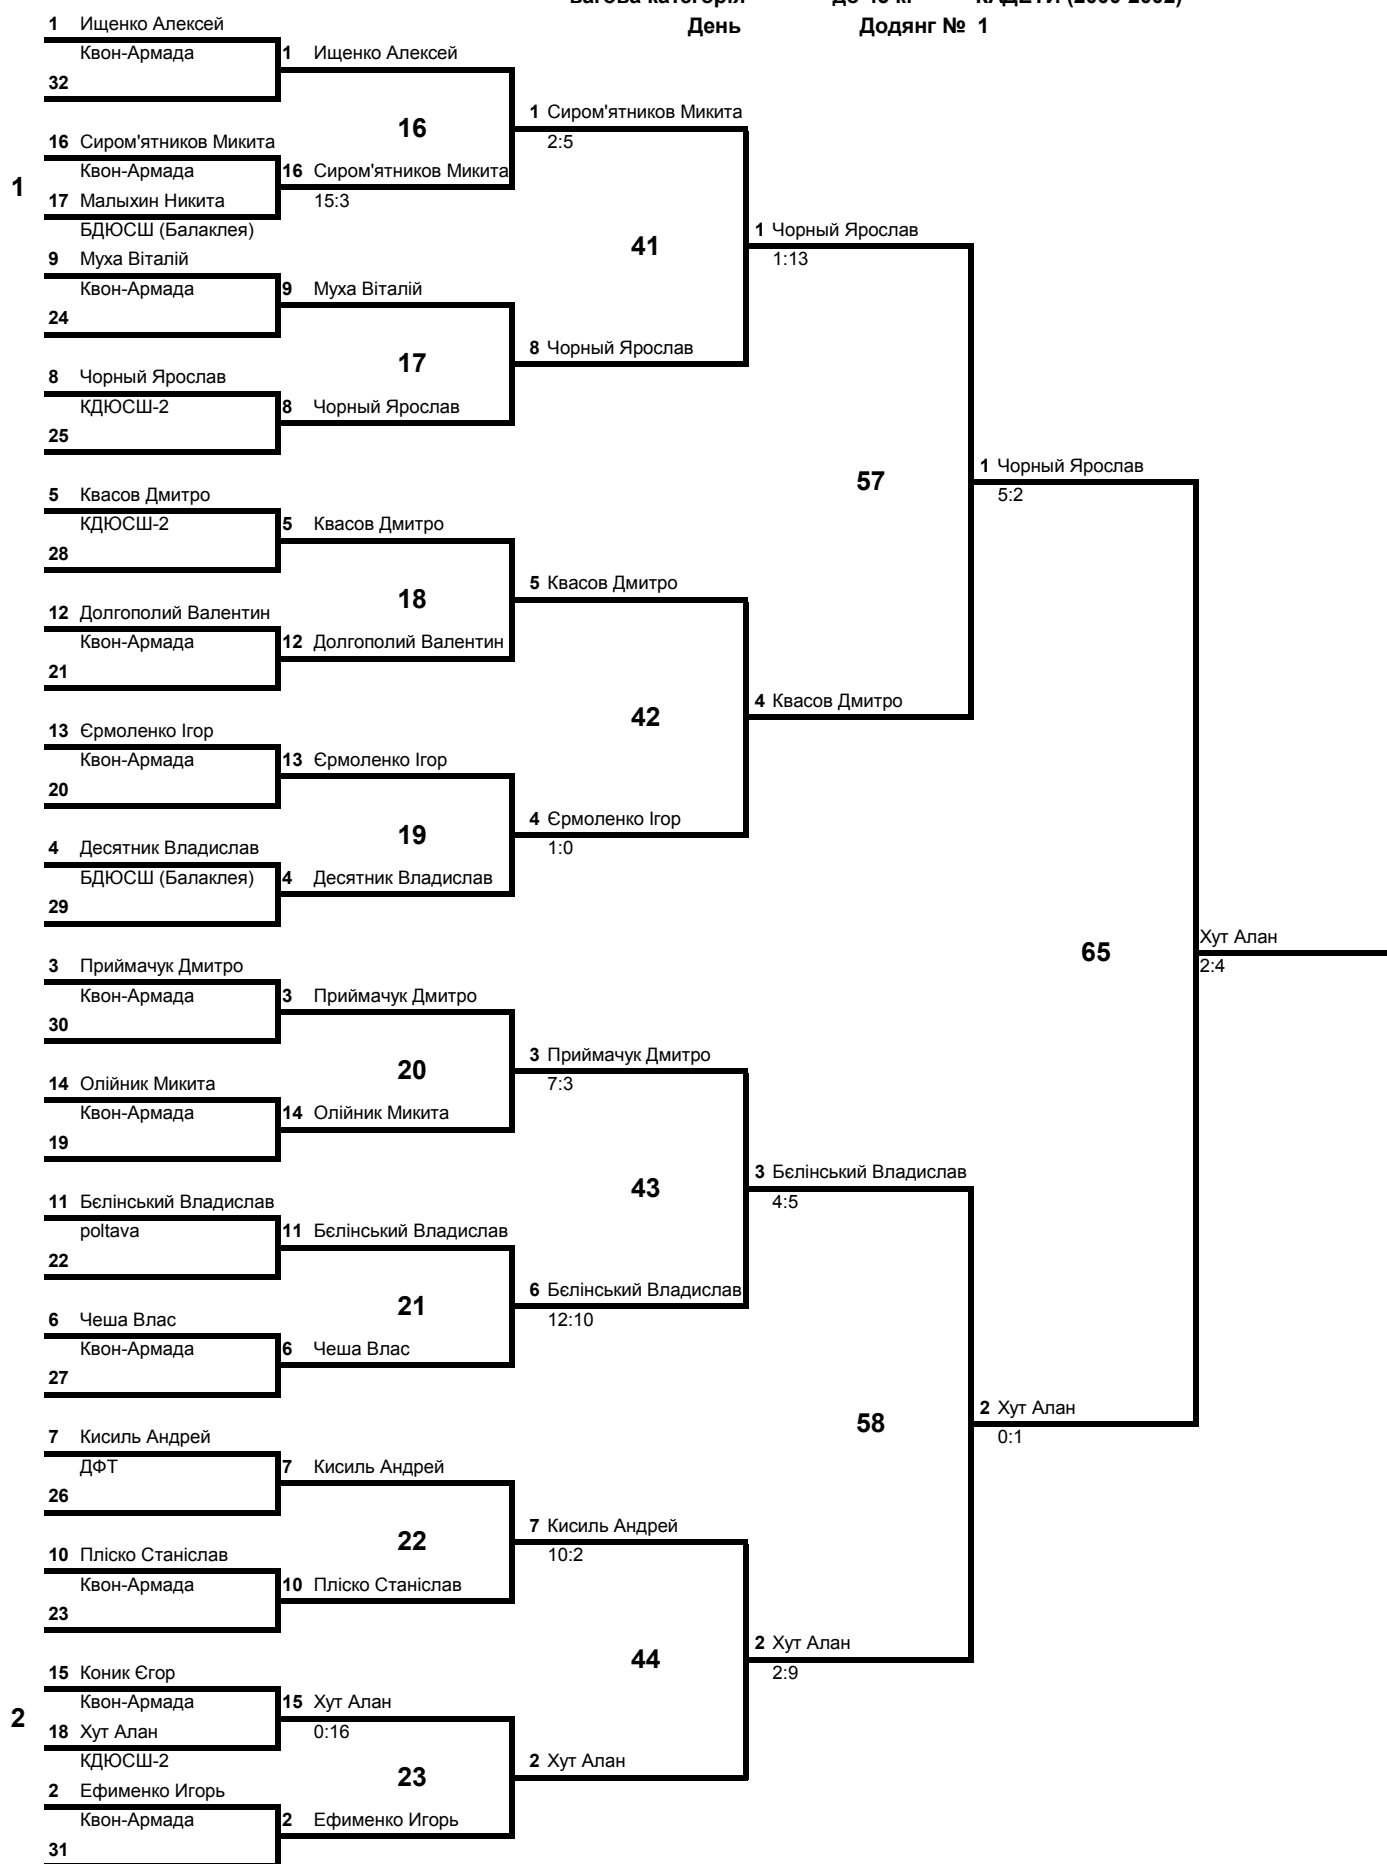 День Додянг № 1
1 Ищенко Алексей
Квон-Армада
32
16 Сиром'ятников Микита
Квон-Армада
1
17 Малыхин Никита
БДЮСШ (Балаклея)
9 Муха Віталій
Квон-Армада
24
8 Чорный Ярослав
КДЮСШ-2
25
5 Квасов Дмитро
КДЮСШ-2
28
12 Долгополий Валентин
Квон-Армада
21
13 Єрмоленко Ігор
Квон-Армада
20
4 Десятник Владислав
БДЮСШ (Балаклея)
29
3 Приймачук Дмитро
Квон-Армада
30
14 Олійник Микита
Квон-Армада
19
11 Бєлінський Владислав
poltava
22
6 Чеша Влас
Квон-Армада
27
7 Кисиль Андрей
ДФТ
26
10 Пліско Станіслав
Квон-Армада
23
15 Коник Єгор
Квон-Армада
2
18 Хут Алан
КДЮСШ-2
2 Ефименко Игорь
Квон-Армада
31
1 Ищенко Алексей
16
16 Сиром'ятников Микита
15:3
9 Муха Віталій
17
8 Чорный Ярослав
5 Квасов Дмитро
18
12 Долгополий Валентин
13 Єрмоленко Ігор
19
4 Десятник Владислав
3 Приймачук Дмитро
20
14 Олійник Микита
11 Бєлінський Владислав
21
6 Чеша Влас
7 Кисиль Андрей
22
10 Пліско Станіслав
15 Хут Алан
0:16
23
2 Ефименко Игорь
1 Сиром'ятников Микита
2:5
41
8 Чорный Ярослав
5 Квасов Дмитро
42
4 Єрмоленко Ігор
1:0
3 Приймачук Дмитро
7:3
43
6 Бєлінський Владислав
12:10
7 Кисиль Андрей
10:2
44
2 Хут Алан
1 Чорный Ярослав
1:13
57
4 Квасов Дмитро
3 Бєлінський Владислав
4:5
58
2 Хут Алан
2:9
1 Чорный Ярослав
5:2
65
2 Хут Алан
0:1
Хут Алан
2:4